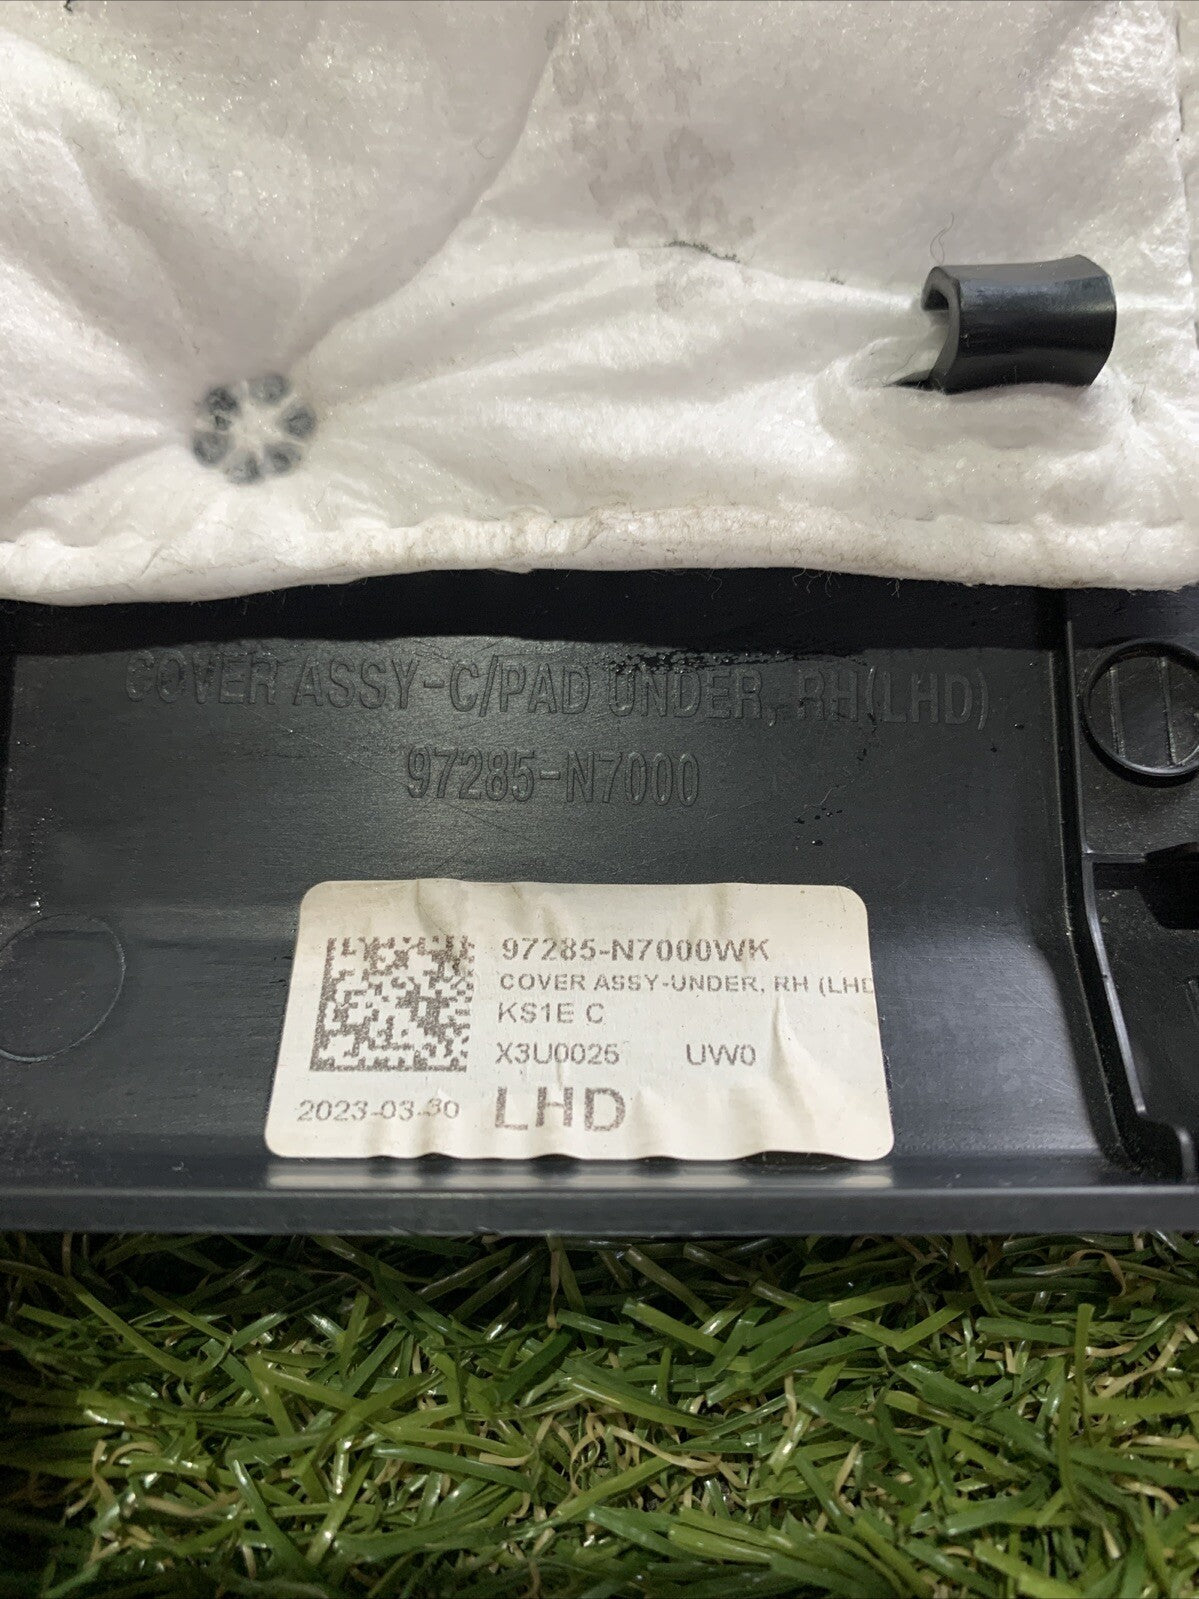 COVER ASSY-C/PAD UNDER, RH(LHD)
97285-N7000
97285-N7000WK
COVER ASSY-UNDER, RH (LHD
KS1E C
X3U0025 UW0
2023-03-30 LHD